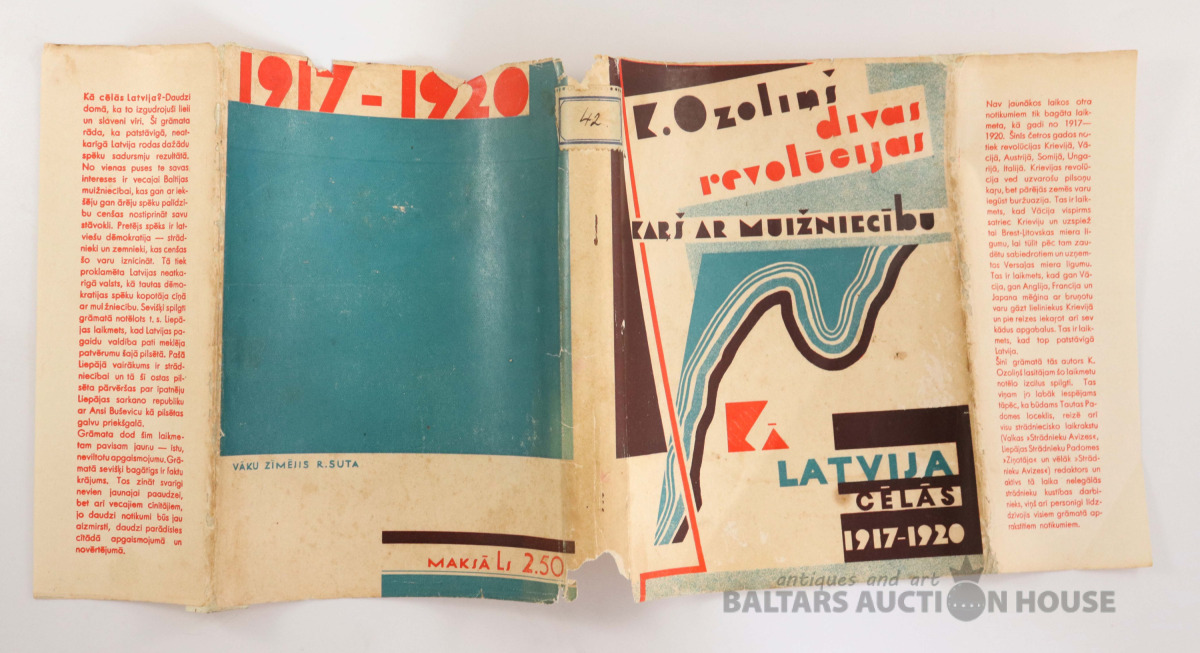 Kā cēlās Latvija?-Daudzi
domā, ka to izgudrojuši lieli
un slaveni vīri. Šī grāmata
rāda, ka patstāvīgā, neat-
karīgā Latvija rodas dažādu
spēku sadursmju rezultātā.
No vienas puses te savas
intereses ir vecajai Baltijas
muižniecībai, kas gan ar iek-
šēju gan ārēju spēku palīdzī-
bu cenšas nostiprināt savu
stāvokli. Pretējs spēks ir lat-
viešu dēmokratija — strād-
nieki un zemnieki, kas cenšas
šo varu iznīcināt. Tā tiek
proklamēta Latvijas neatka-
rīgā valsts, kā tautas dēmo-
kratijas spēku kopotāja cīņā
ar muižniecību. Sevišķi spilgti
grāmatā notēlots t. s. Liepā-
jas laikmets, kad Latvijas pa-
gaidu valdība pati meklēja
patvērumu šajā pilsētā. Pašā
Liepājā vairākums ir strād-
niecībai un tā šī ostas pil-
sēta pārvēršas par īpatnēju
Liepājas sarkano republiku
ar Ansi Buševicu kā pilsētas
galvu priekšgalā.
Grāmata dod šim laikme-
tam pavisam jaunu — īstu,
neviltotu apgaismojumu. Grā-
matā sevišķi bagātīgs ir faktu
krājums. Tos zināt svarīgi
nevien jaunajai paaudzei,
bet arī vecajiem cīnītājiem,
jo daudzi notikumi būs jau
aizmirsti, daudzi parādīsies
citādā apgaismojumā un
novērtējumā.
1917-1920
VĀKU ZĪMĒJIS R. SUTA
MAKSĀ Ls 2.50
42
K. Ozoliņš
divas
revolūcijas
KARŠ AR MUIŽNIECĪBU
KĀ
LATVIJA
CĒLĀS
1917-1920
Nav jaunākos laikos otra
notikumiem tik bagāta laik-
meta, kā gadi no 1917—
1920. Šinīs četros gados no-
tiek revolūcijas Krievijā, Vā-
cijā, Austrijā, Somijā, Unga-
rijā, Italijā. Krievijas revolū-
cija ved uzvarošu pilsoņu
kaŗu, bet pārējās zemēs varu
iegūst buržuazija. Tas ir laik-
mets, kad Vācija vispirms
satriec Krieviju un uzspiež
tai Brest-Ļitovskas miera lī-
gumu, lai tūlīt pēc tam zau-
dētu sabiedrotiem un uzņem-
tos Versaļas miera līgumu.
Tas ir laikmets, kad gan Vā-
cija, gan Anglija, Francija un
Japana mēģina ar bruņotu
varu gāzt lieliniekus Krievijā
un pie reizes iekaŗot arī sev
kādus apgabalus. Tas ir laik-
mets, kad top patstāvīgā
Latvija.
Šinī grāmatā tās autors K.
Ozoliņš lasītājam šo laikmetu
notēlo izcilus spilgti. Tas
viņam jo labāk iespējams
tāpēc, ka būdams Tautas Pa-
domes loceklis, reizē arī
visu strādniecisko laikrakstu
(Valkas »Strādnieku Avizes«,
Liepājas Strādnieku Padomes
»Ziņotāja« un vēlāk »Strād-
nieku Avizes«) redaktors un
aktīvs tā laika nelegālās
strādnieku kustības darbi-
nieks, viņš arī personīgi līdz-
dzīvojis visiem grāmatā ap-
rakstītiem notikumiem.
antiques and art
BALTARS AUCTION HOUSE